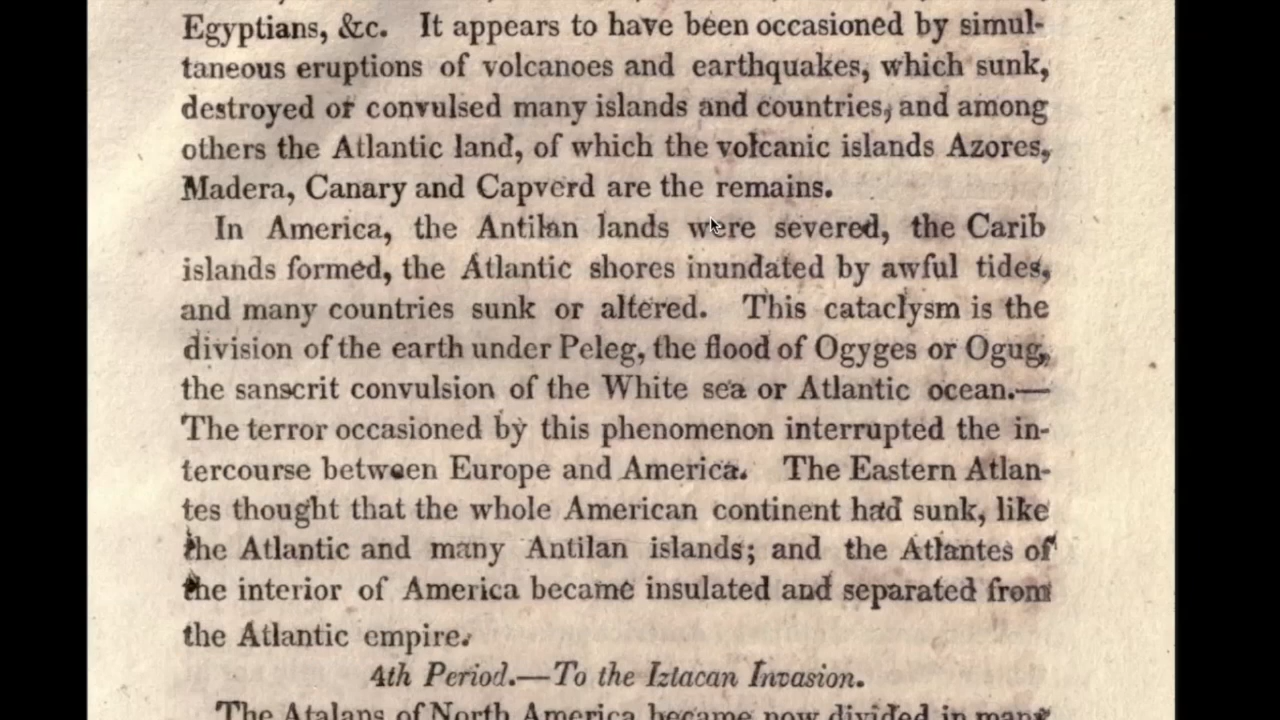 Egyptians, &c. It appears to have been occasioned by simul-
taneous eruptions of volcanoes and earthquakes, which sunk,
destroyed or convulsed many islands and countries, and among
others the Atlantic land, of which the volcanic islands Azores,
Madera, Canary and Capverd are the remains.
In America, the Antilan lands were severed, the Carib
islands formed, the Atlantic shores inundated by awful tides,
and many countries sunk or altered. This cataclysm is the
division of the earth under Peleg, the flood of Ogyges or Ogug,
the sanscrit convulsion of the White sea or Atlantic ocean.—
The terror occasioned by this phenomenon interrupted the in-
tercourse between Europe and America. The Eastern Atlan-
tes thought that the whole American continent had sunk, like
the Atlantic and many Antilan islands; and the Atlantes of
the interior of America became insulated and separated from
the Atlantic empire.
4th Period.—To the Iztacan Invasion.
The Atalans of North America became now divided in many